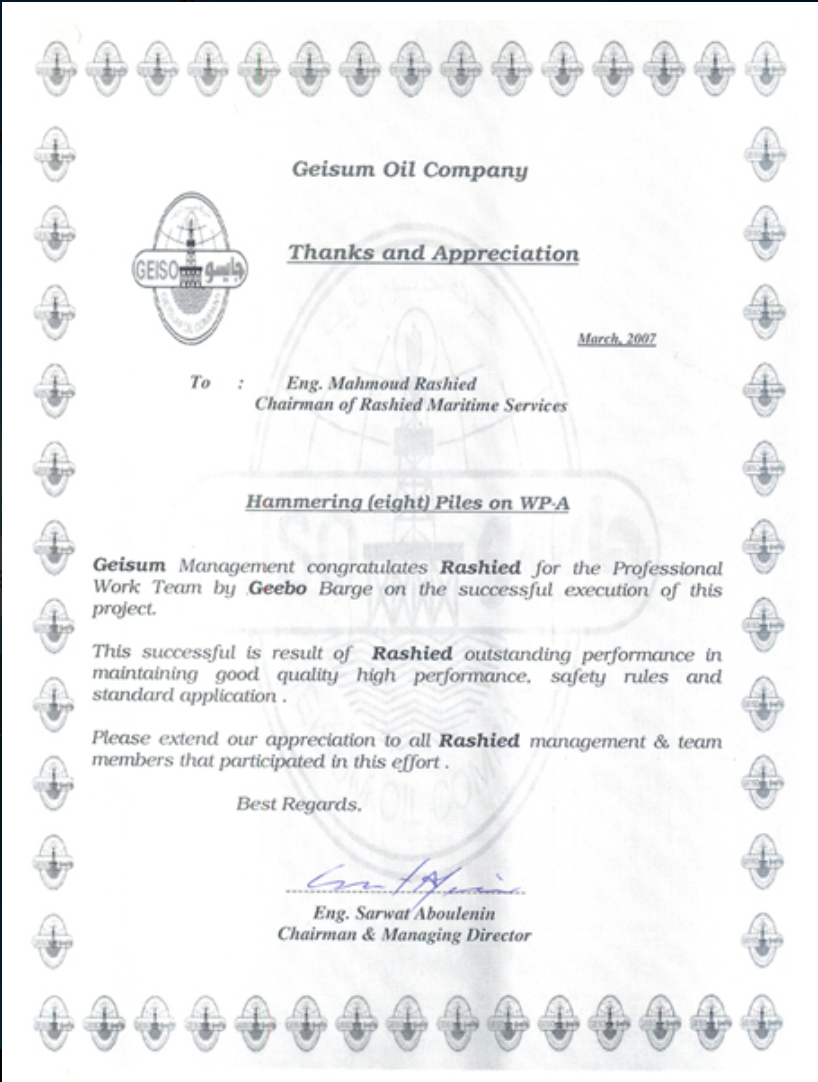 Geisum Oil Company
GEISO جايسو
GEISUM OIL COMPANY
Thanks and Appreciation
March, 2007
To : Eng. Mahmoud Rashied
Chairman of Rashied Maritime Services
Hammering (eight) Piles on WP-A
Geisum Management congratulates Rashied for the Professional
Work Team by Geebo Barge on the successful execution of this
project.
This successful is result of Rashied outstanding performance in
maintaining good quality high performance, safety rules and
standard application .
Please extend our appreciation to all Rashied management & team
members that participated in this effort .
Best Regards,
Eng. Sarwat Aboulenin
Chairman & Managing Director